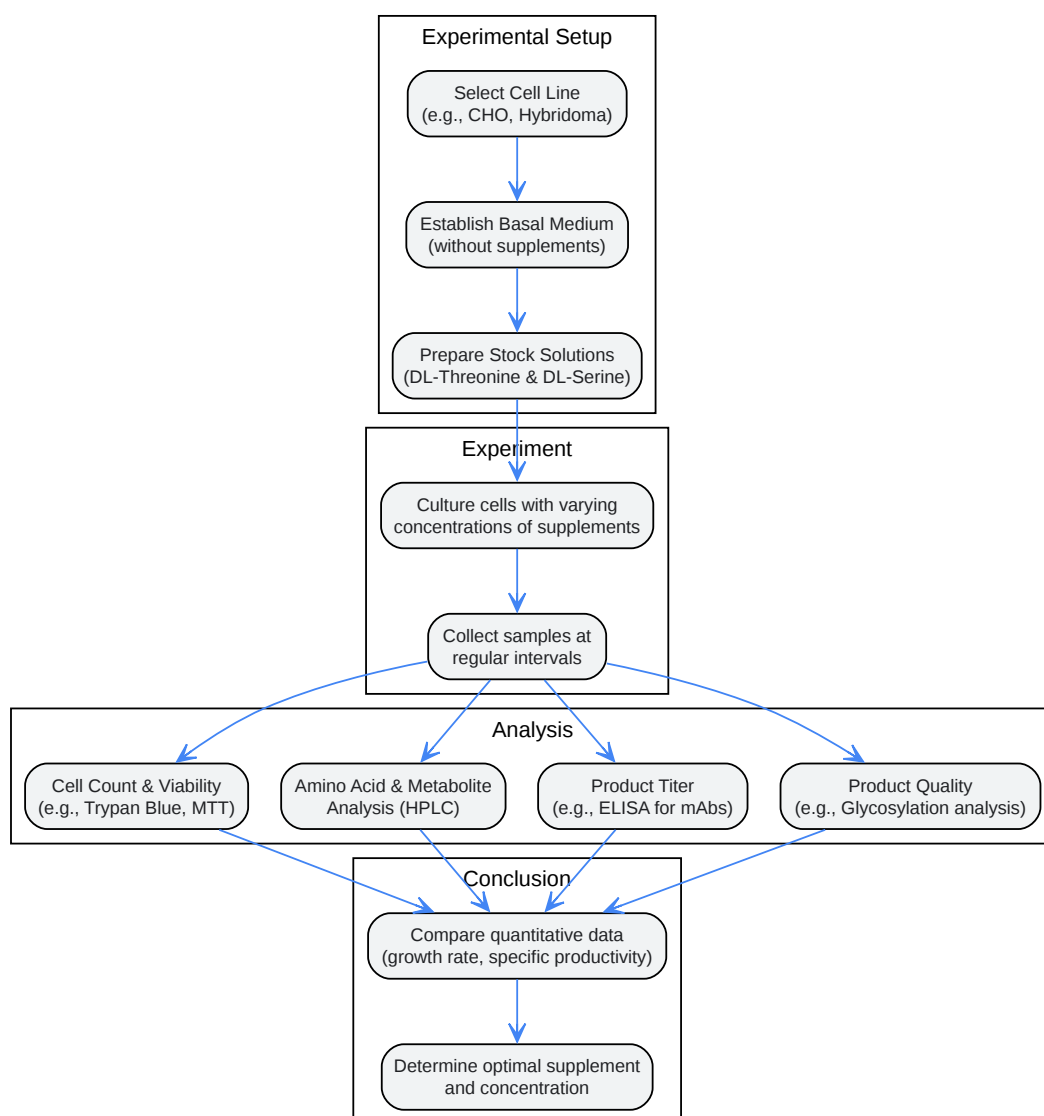 Experimental Setup
Select Cell Line
(e.g., CHO, Hybridoma)
Establish Basal Medium
(without supplements)
Prepare Stock Solutions
(DL-Threonine & DL-Serine)
Experiment
Culture cells with varying
concentrations of supplements
Collect samples at
regular intervals
Analysis
Cell Count & Viability
(e.g., Trypan Blue, MTT)
Amino Acid & Metabolite
Analysis (HPLC)
Product Titer
(e.g., ELISA for mAbs)
Product Quality
(e.g., Glycosylation analysis)
Conclusion
Compare quantitative data
(growth rate, specific productivity)
Determine optimal supplement
and concentration